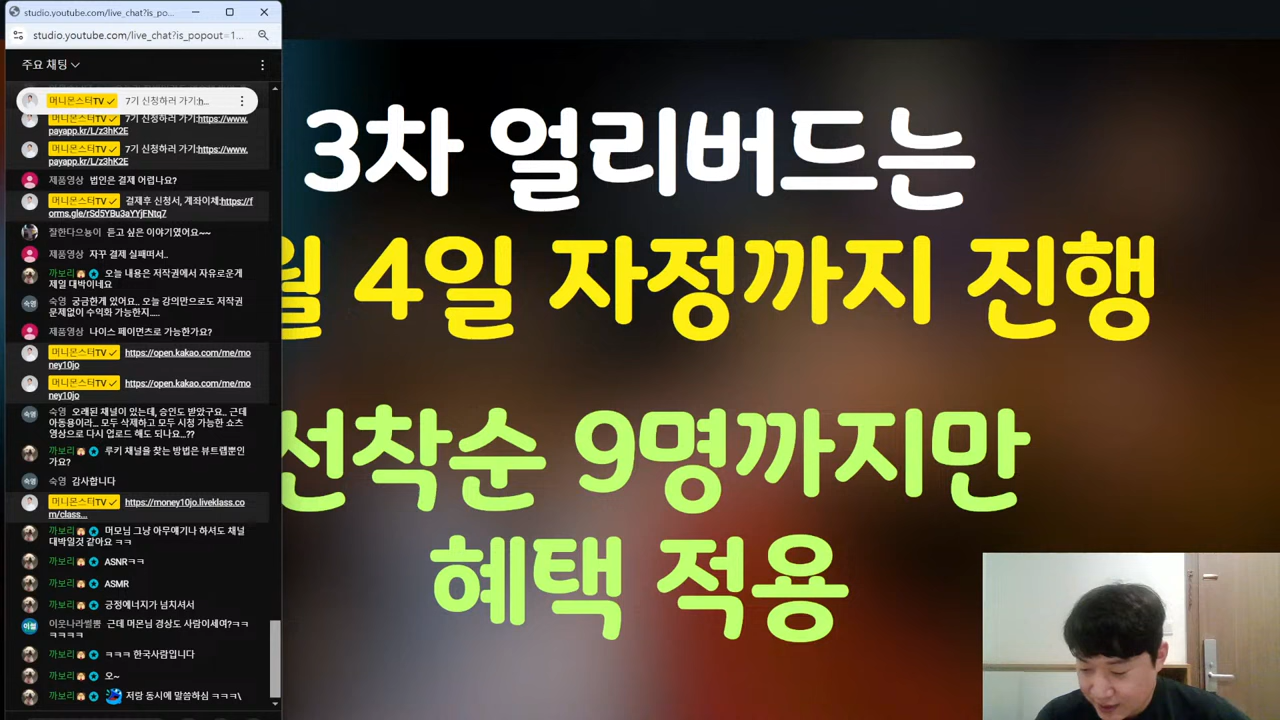 studio.youtube.com/live_chat?is_po...
studio.youtube.com/live_chat?is_popout=1...
주요 채팅
머니몬스터TV 7기 신청하러 가기:h...
머니몬스터TV 7기 신청하러 가기:https://www.
payapp.kr/L/z3hK2E
머니몬스터TV 7기 신청하러 가기:https://www.
payapp.kr/L/z3hK2E
제품영상 법인은 결제 어렵나요?
머니몬스터TV 결제후 신청서, 계좌이체:https://f
orms.gle/rSd5YBu3aYYjFNtq7
잘한다으뇽이 듣고 싶은 이야기였어요~~
제품영상 자꾸 결제 실패떠서..
까보리 오늘 내용은 저작권에서 자유로운게
제일 대박이네요
숙영 궁금한게 있어요.. 오늘 강의만으로도 저작권
문제없이 수익화 가능한지.....
제품영상 나이스 페이먼츠로 가능한가요?
머니몬스터TV https://open.kakao.com/me/mo
ney10jo
머니몬스터TV https://open.kakao.com/me/mo
ney10jo
숙영 오래된 채널이 있는데, 승인도 받았구요.. 근데
아동용이라... 모두 삭제하고 모두 시청 가능한 쇼츠
영상으로 다시 업로드 해도 되나요...??
까보리 루키 채널을 찾는 방법은 뷰트랩뿐인
가요?
숙영 감사합니다
머니몬스터TV https://money10jo.liveklass.co
m/class...
까보리 머모님 그냥 아무얘기나 하셔도 채널
대박일것 같아요 ㅋㅋ
까보리 ASNRㅋㅋ
까보리 ASMR
까보리 긍정에너지가 넘치셔서
이웃나라썰뿜 근데 머몬님 경상도 사람이세여?ㅋㅋ
ㅋㅋㅋㅋ
까보리 ㅋㅋㅋ 한국사람입니다
까보리 오~
까보리 저랑 동시에 말씀하심 ㅋㅋㅋ\
3차 얼리버드는
월 4일 자정까지 진행
선착순 9명까지만
혜택 적용
이썰